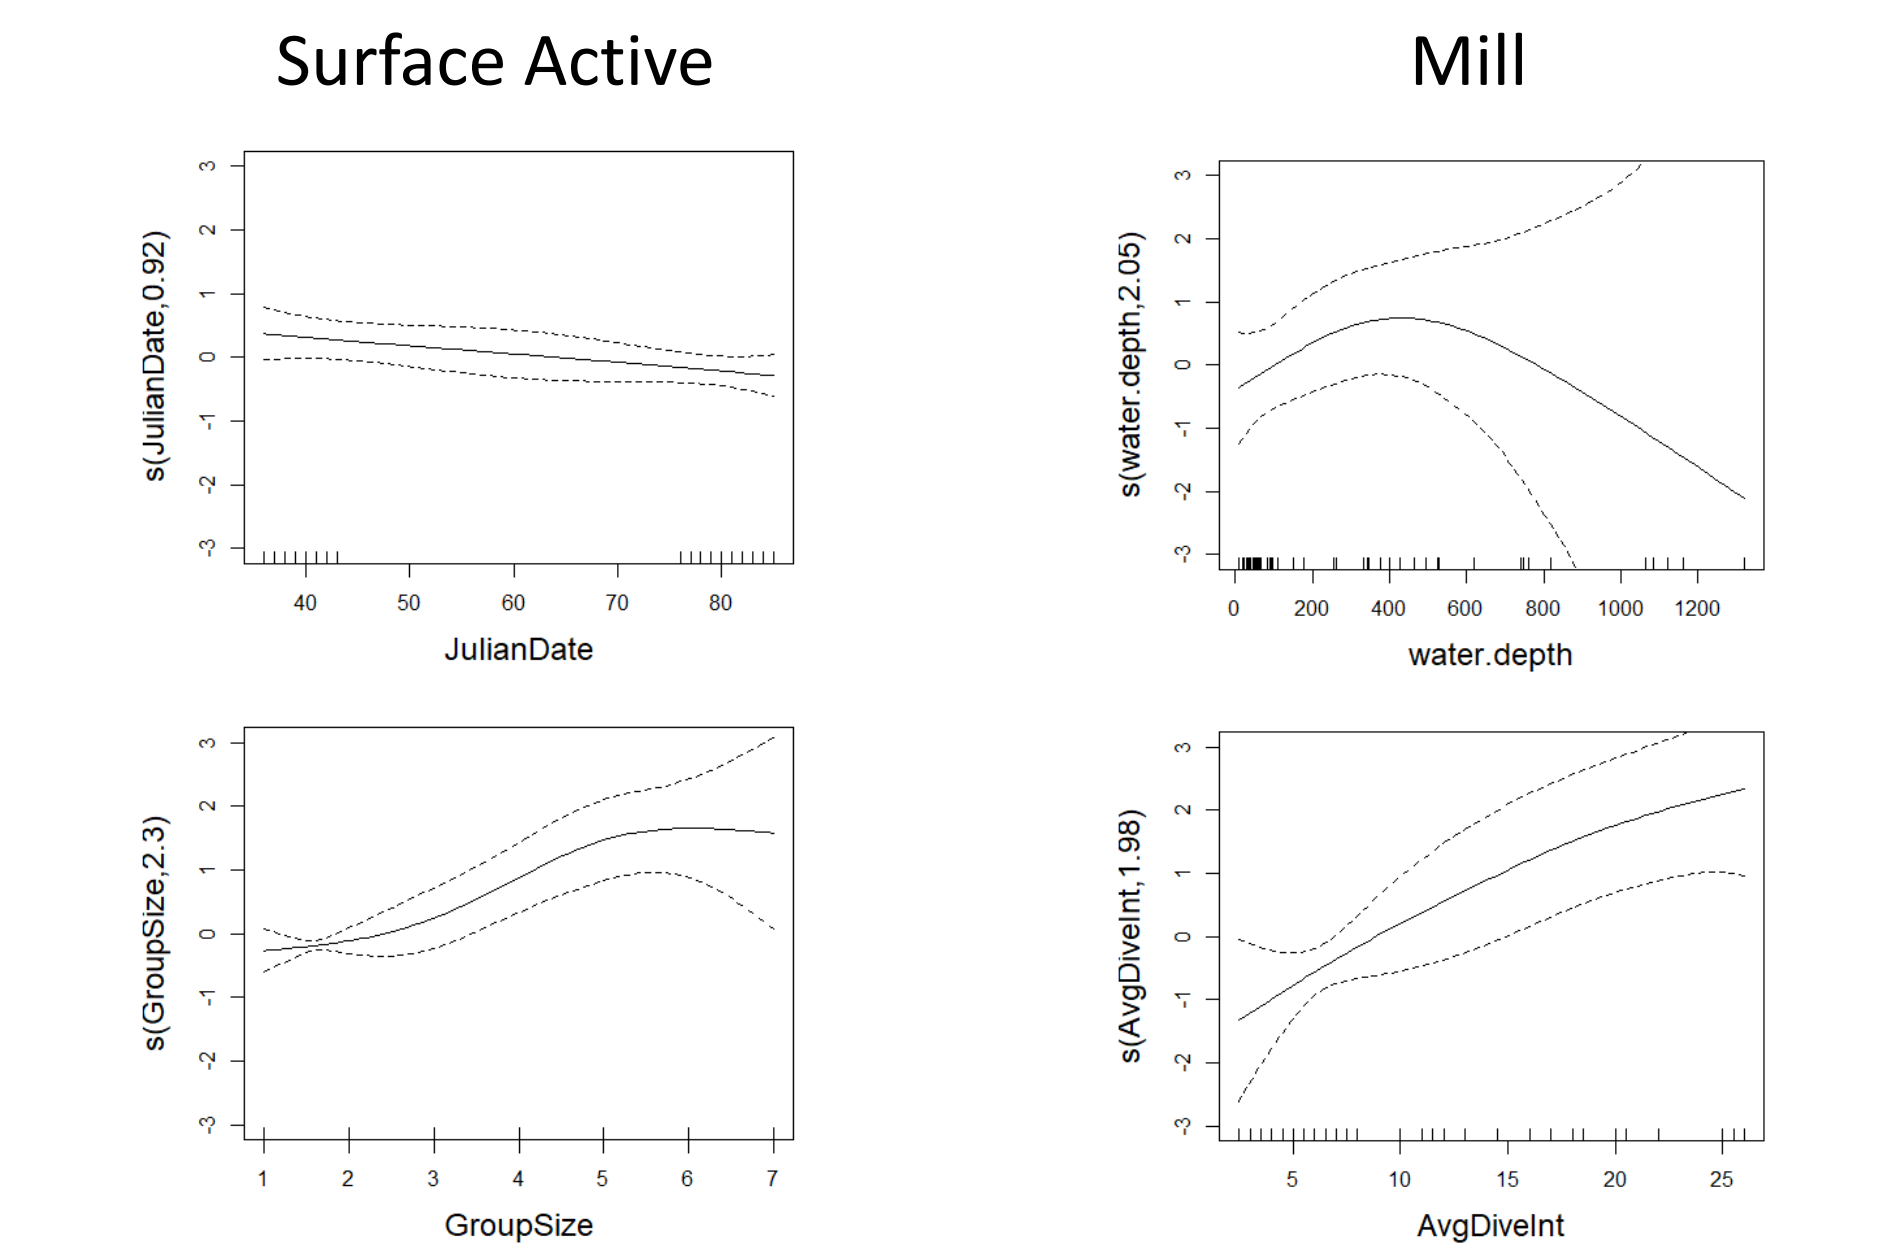 Surface Active
Mill
s(JulianDate,0.92)
3
2
1
0
-1
-2
-3
40 50 60 70 80
JulianDate
s(water.depth,2.05)
3
2
1
0
-1
-2
-3
0 200 400 600 800 1000 1200
water.depth
s(GroupSize,2.3)
3
2
1
0
-1
-2
-3
1 2 3 4 5 6 7
GroupSize
s(AvgDiveInt,1.98)
3
2
1
0
-1
-2
-3
5 10 15 20 25
AvgDiveInt